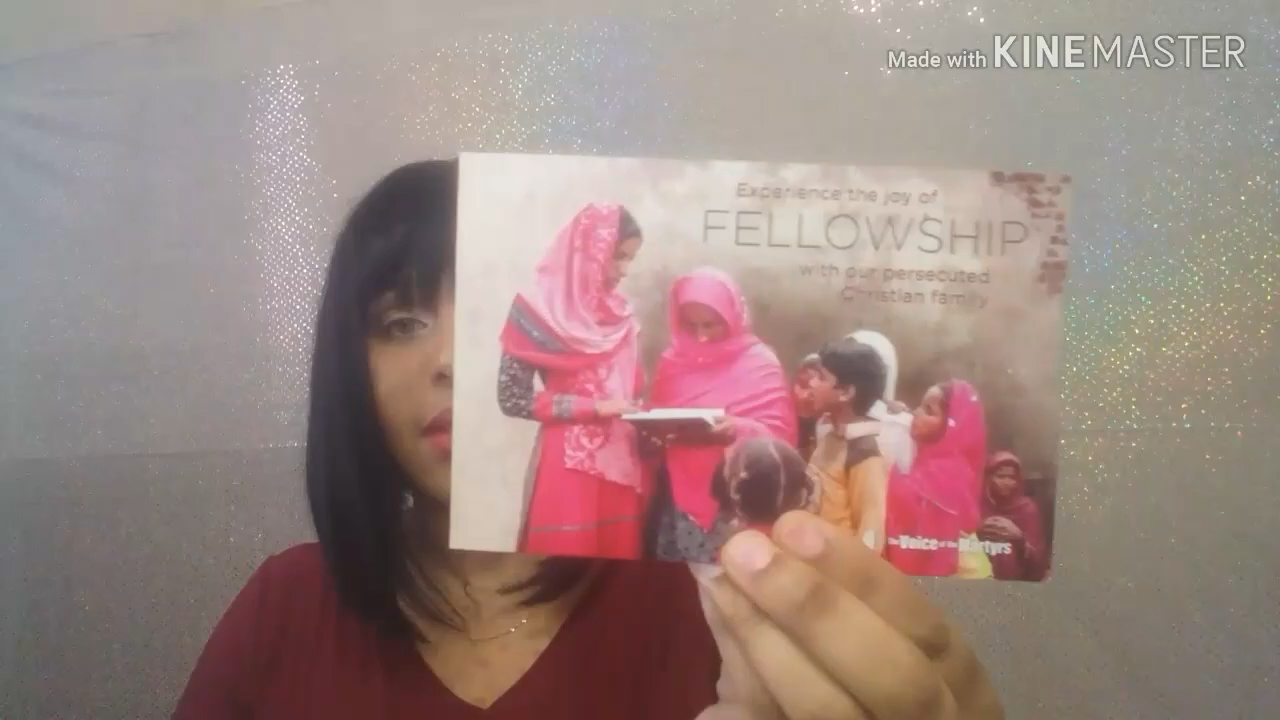 Made with KINEMASTER
Experience the joy of
FELLOWSHIP
with our persecuted
Christian family
The Voice of the Martyrs